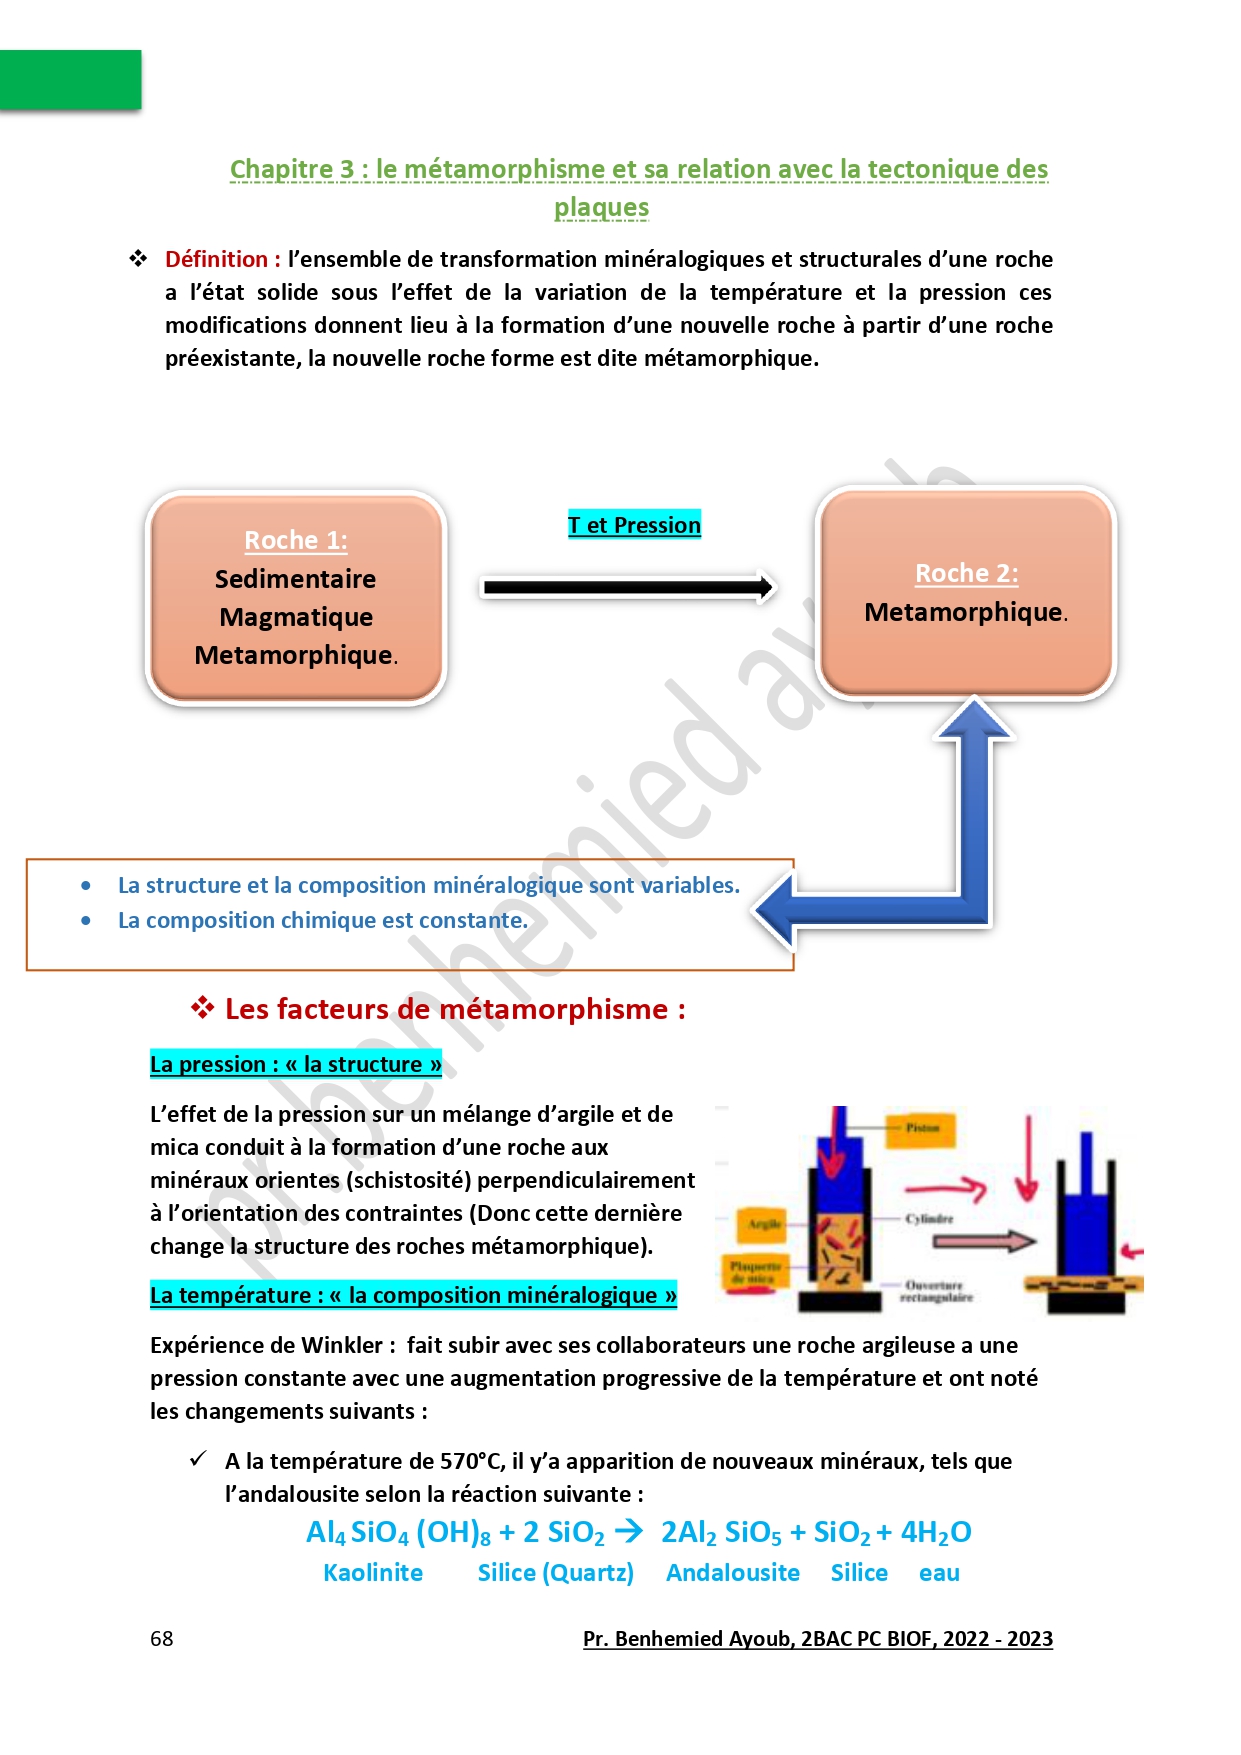 Chapitre 3 : le métamorphisme et sa relation avec la tectonique des
plaques
❖ Définition : l’ensemble de transformation minéralogiques et structurales d’une roche
a l’état solide sous l’effet de la variation de la température et la pression ces
modifications donnent lieu à la formation d’une nouvelle roche à partir d’une roche
préexistante, la nouvelle roche forme est dite métamorphique.
Roche 1:
Sedimentaire
Magmatique
Metamorphique.
T et Pression
Roche 2:
Metamorphique.
• La structure et la composition minéralogique sont variables.
• La composition chimique est constante.
❖ Les facteurs de métamorphisme :
La pression : « la structure »
L’effet de la pression sur un mélange d’argile et de
mica conduit à la formation d’une roche aux
minéraux orientes (schistosité) perpendiculairement
à l’orientation des contraintes (Donc cette dernière
change la structure des roches métamorphique).
Piston
Argile
Cylindre
Plaquette
de mica
Ouverture
rectangulaire
La température : « la composition minéralogique »
Expérience de Winkler : fait subir avec ses collaborateurs une roche argileuse a une
pression constante avec une augmentation progressive de la température et ont noté
les changements suivants :
✓ A la température de 570°C, il y’a apparition de nouveaux minéraux, tels que
l’andalousite selon la réaction suivante :
Al₄ SiO₄ (OH)₈ + 2 SiO₂ → 2Al₂ SiO₅ + SiO₂ + 4H₂O
Kaolinite Silice (Quartz) Andalousite Silice eau
68 Pr. Benhemied Ayoub, 2BAC PC BIOF, 2022 - 2023
pr.benhemied ayoub